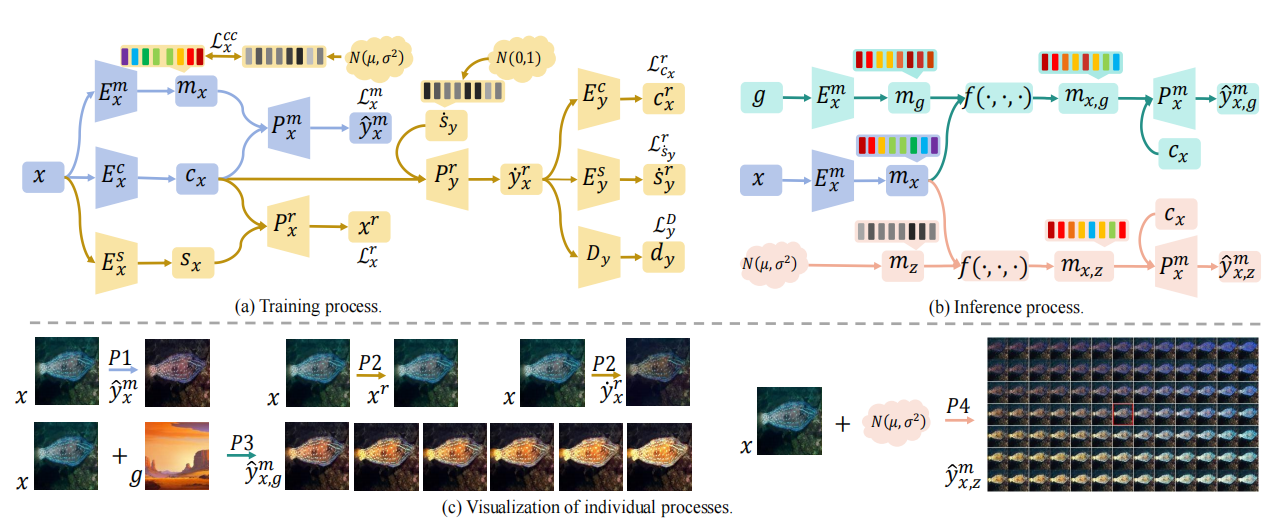 $\mathcal{L}_x^{cc}$
$N(\mu, \sigma^2)$
$N(0,1)$
$E_x^m$ $m_x$
$\mathcal{L}_x^m$
$P_x^m$ $\hat{y}_x^m$
$x$ $E_x^c$ $c_x$
$\dot{s}_y$
$P_y^r$ $\dot{y}_x^r$
$E_x^s$ $s_x$
$P_x^r$ $x^r$
$\mathcal{L}_x^r$
$\mathcal{L}_{c_x}^r$
$E_y^c$ $c_x^r$
$\mathcal{L}_{\dot{s}_y}^r$
$E_y^s$ $\dot{s}_y^r$
$\mathcal{L}_y^D$
$D_y$ $d_y$
(a) Training process.
$g$ $E_x^m$ $m_g$ $f(\cdot,\cdot,\cdot)$ $m_{x,g}$ $P_x^m$ $\hat{y}_{x,g}^m$
$c_x$
$x$ $E_x^m$ $m_x$
$c_x$
$N(\mu, \sigma^2)$ $m_z$ $f(\cdot,\cdot,\cdot)$ $m_{x,z}$ $P_x^m$ $\hat{y}_{x,z}^m$
(b) Inference process.
$x$ P1 $\hat{y}_x^m$
$x$ P2 $x^r$
$x$ P2 $\dot{y}_x^r$
$x$ + $g$ P3 $\hat{y}_{x,g}^m$
$x$ + $N(\mu, \sigma^2)$ P4 $\hat{y}_{x,z}^m$
(c) Visualization of individual processes.